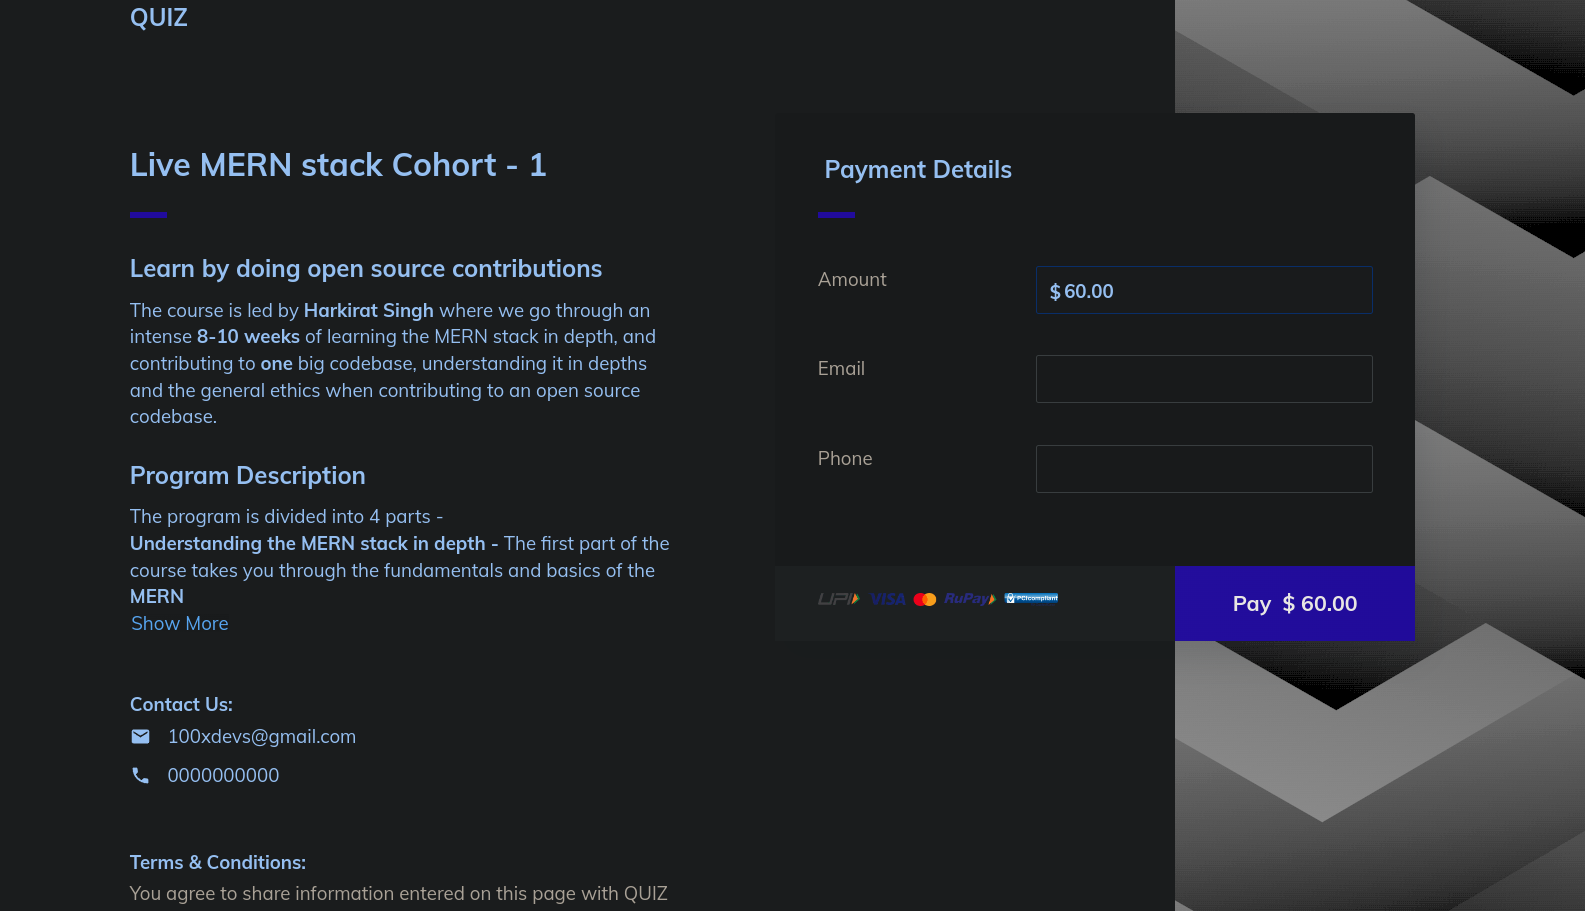 QUIZ
Live MERN stack Cohort - 1
Learn by doing open source contributions
The course is led by Harkirat Singh where we go through an
intense 8-10 weeks of learning the MERN stack in depth, and
contributing to one big codebase, understanding it in depths
and the general ethics when contributing to an open source
codebase.
Program Description
The program is divided into 4 parts -
Understanding the MERN stack in depth - The first part of the
course takes you through the fundamentals and basics of the
MERN
Show More
Contact Us:
100xdevs@gmail.com
0000000000
Terms & Conditions:
You agree to share information entered on this page with QUIZ
Payment Details
Amount
$ 60.00
Email
Phone
UPI VISA RuPay PCI compliant
Pay $ 60.00